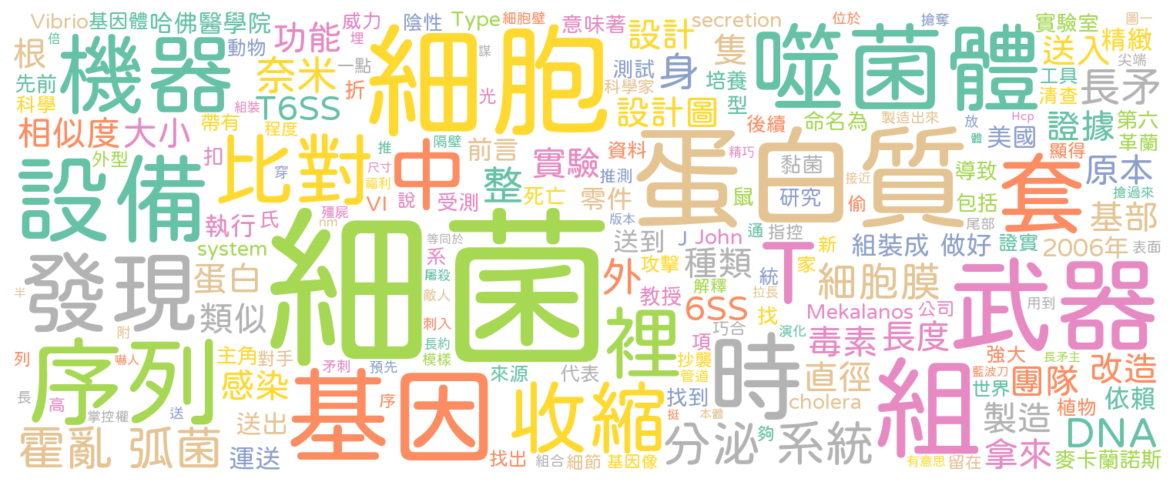 Vibrio 基因體 哈佛醫學院 威力 陰性 Type 細胞壁 意味著 設計 secretion 位於 搶奪 實驗室 圖一
根 機器 動物 功能 埋 細胞 謀 隻 噬菌體 送入 精緻 尖端
倍 先前 奈米 一點 測試 身 培養 工具 長矛
科學 組裝 T6SS 折 光 科學家 設計圖 型 清查
相似度 大小 帶有 程度 推 隔壁 前言 後續 命名為 製造出來 放 Hcp 美國 證據 第六
外型 扣 比對 尺寸 中 實驗 資料 蛋白質 精巧 黏菌 體 顯得 革蘭
設備 穿 福利 整 死亡 推測 接近 研究 導致 套 原本
執行 氏 殭屍 VI 說 受測 零件 鼠 偷 包括 基部
system nm 版本 尾部
細菌 等同於 系 送到 J John 通 指控 新 組裝成 做好 證實 2006年 表面
發現 蛋白 屠殺 外 攻擊 種類 T 統 家 細胞膜 武器
半 類似 敵人 教授 解釋 拉長 Mekalanos 公司 用到
附 刺入 裡 6SS 巧合 找 演化
列 嚇人 主角 對手 矛刺 預先 長約 模樣 項 抄襲 時 毒素 長度 強大 長矛主 改造
序列 感染 來源 代表 管道 直徑 組 藍波刀 世界 團隊 依賴
長 高 掌控權 送 基因 序 收縮 找到 cholera 植物
挺 本體 製造 DNA
霍亂 弧菌 送出 運送 找出 組合 細節 基因像 分泌 夠 系統 有意思 留在 拿來 麥卡蘭諾斯